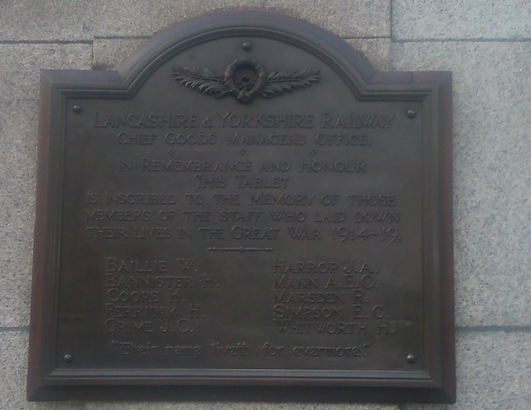 LANCASHIRE & YORKSHIRE RAILWAY
CHIEF GOODS MANAGER'S OFFICE.
IN REMEMBRANCE AND HONOUR
THIS TABLET
IS INSCRIBED TO THE MEMORY OF THOSE
MEMBERS OF THE STAFF WHO LAID DOWN
THEIR LIVES IN THE GREAT WAR 1914-19.
BAILLIE W. HARROP J.A.
BANNISTER H. MANN A.E.C.
COOPE H. MARSDEN R.
FERRIDAY H. SIMPSON E.C.
GRIME J.C. WHITWORTH H.
"Their name liveth for evermore."